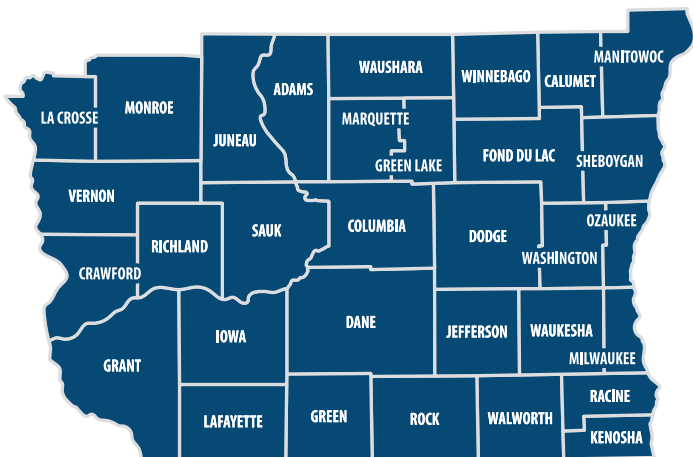 MANITOWOC
WAUSHARA
WINNEBAGO
CALUMET
ADAMS
MONROE
LA CROSSE
MARQUETTE
JUNEAU
GREEN LAKE
FOND DU LAC
SHEBOYGAN
VERNON
OZAUKEE
COLUMBIA
SAUK
DODGE
RICHLAND
WASHINGTON
CRAWFORD
DANE
JEFFERSON
WAUKESHA
IOWA
MILWAUKEE
GRANT
RACINE
GREEN
ROCK
WALWORTH
LAFAYETTE
KENOSHA